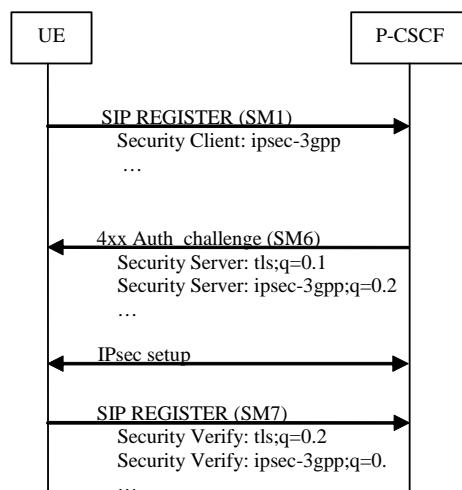 UE
P-CSCF
SIP REGISTER (SM1)
Security Client: ipsec-3gpp
…
4xx Auth_challenge (SM6)
Security Server: tls;q=0.1
Security Server: ipsec-3gpp;q=0.2
…
IPsec setup
SIP REGISTER (SM7)
Security Verify: tls;q=0.2
Security Verify: ipsec-3gpp;q=0.
…